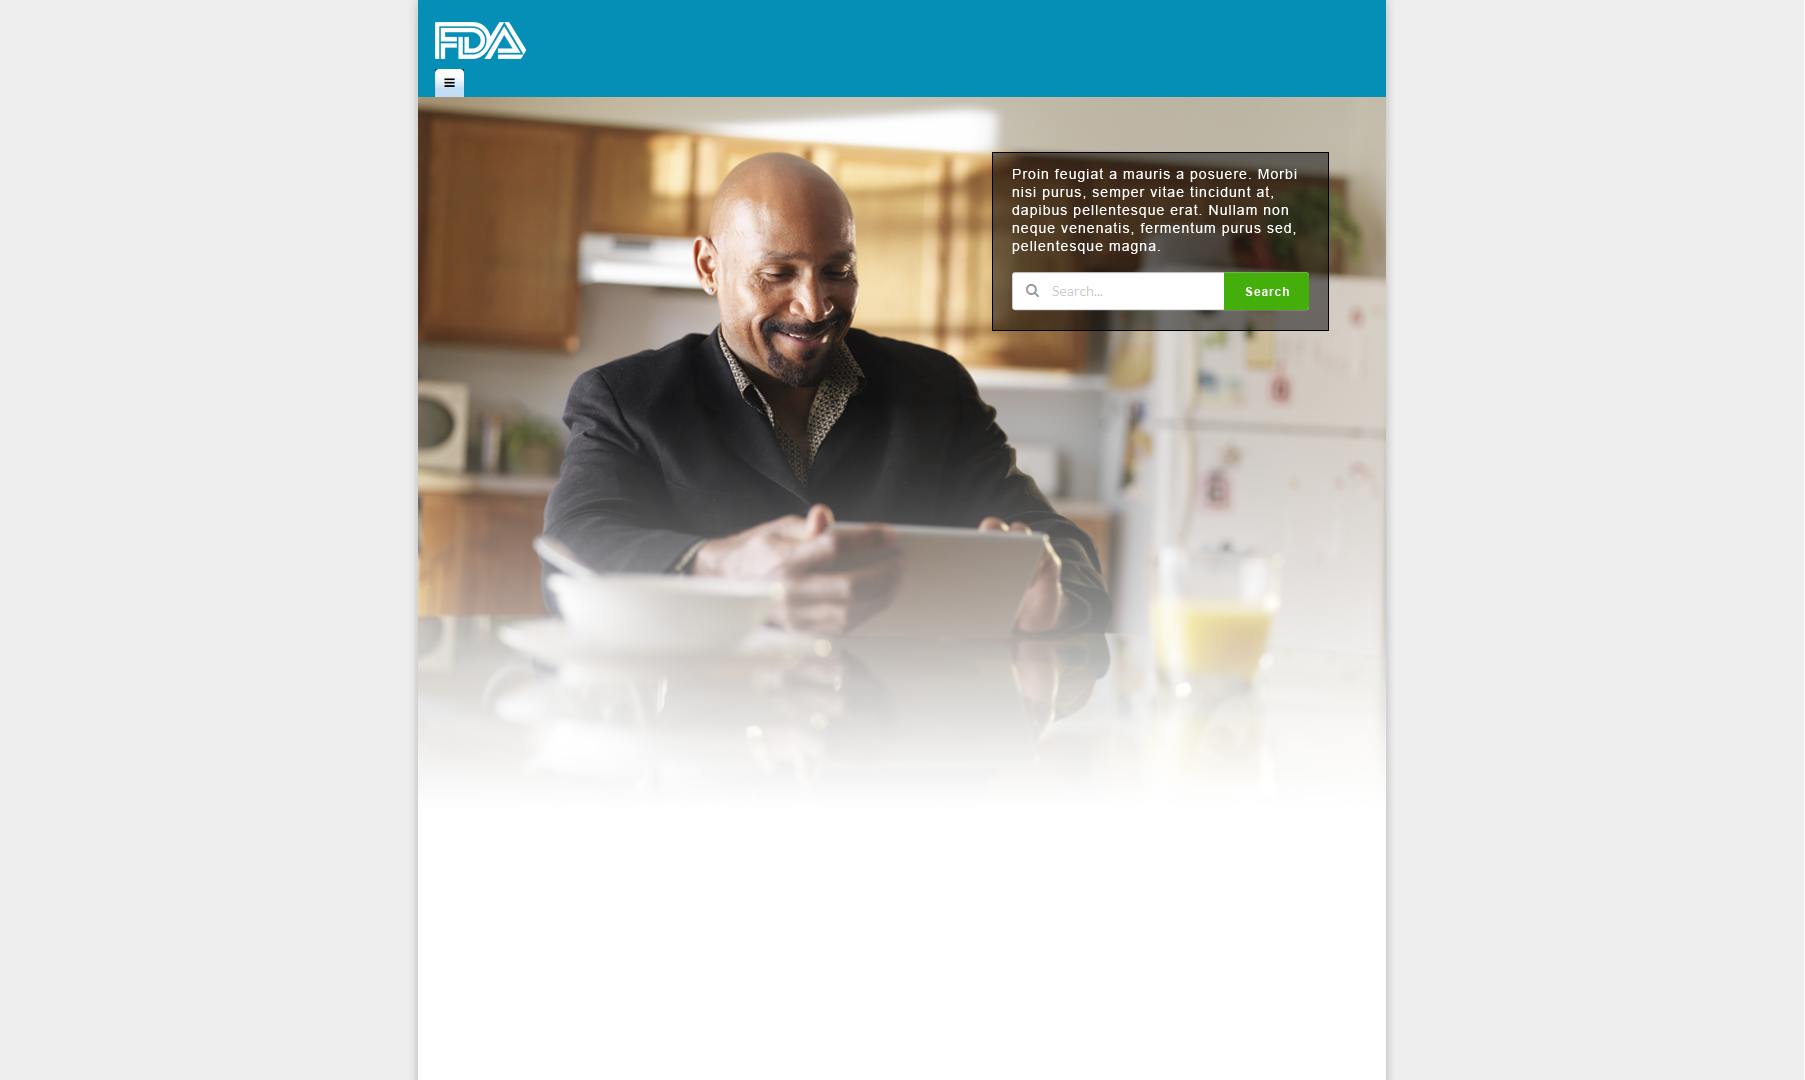 FDA
Proin feugiat a mauris a posuere. Morbi
nisi purus, semper vitae tincidunt at,
dapibus pellentesque erat. Nullam non
neque venenatis, fermentum purus sed,
pellentesque magna.
Search...
Search